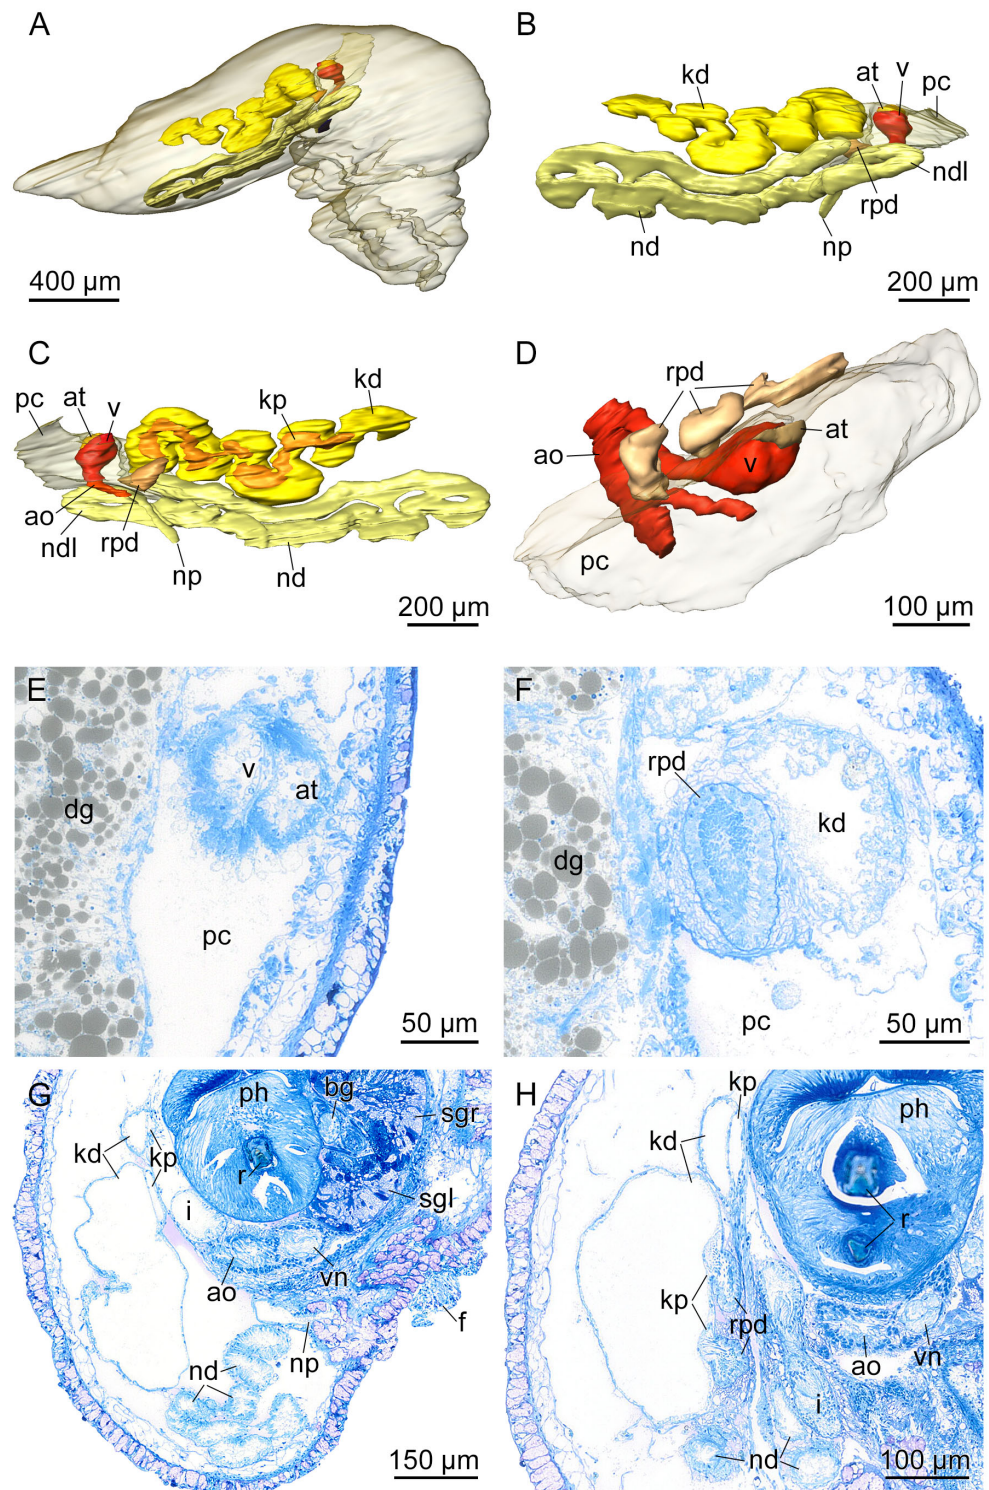 A
400 µm
B
kd
at
v
pc
ndl
rpd
np
nd
200 µm
C
pc
at
v
kp
kd
ao
ndl
rpd
np
nd
200 µm
D
rpd
ao
at
v
pc
100 µm
E
v
at
dg
pc
50 µm
F
rpd
kd
dg
pc
50 µm
G
ph
bg
sgr
kd
kp
r
sgl
i
ao
vn
f
np
nd
150 µm
H
kp
ph
kd
r
kp
rpd
ao
vn
i
nd
100 µm